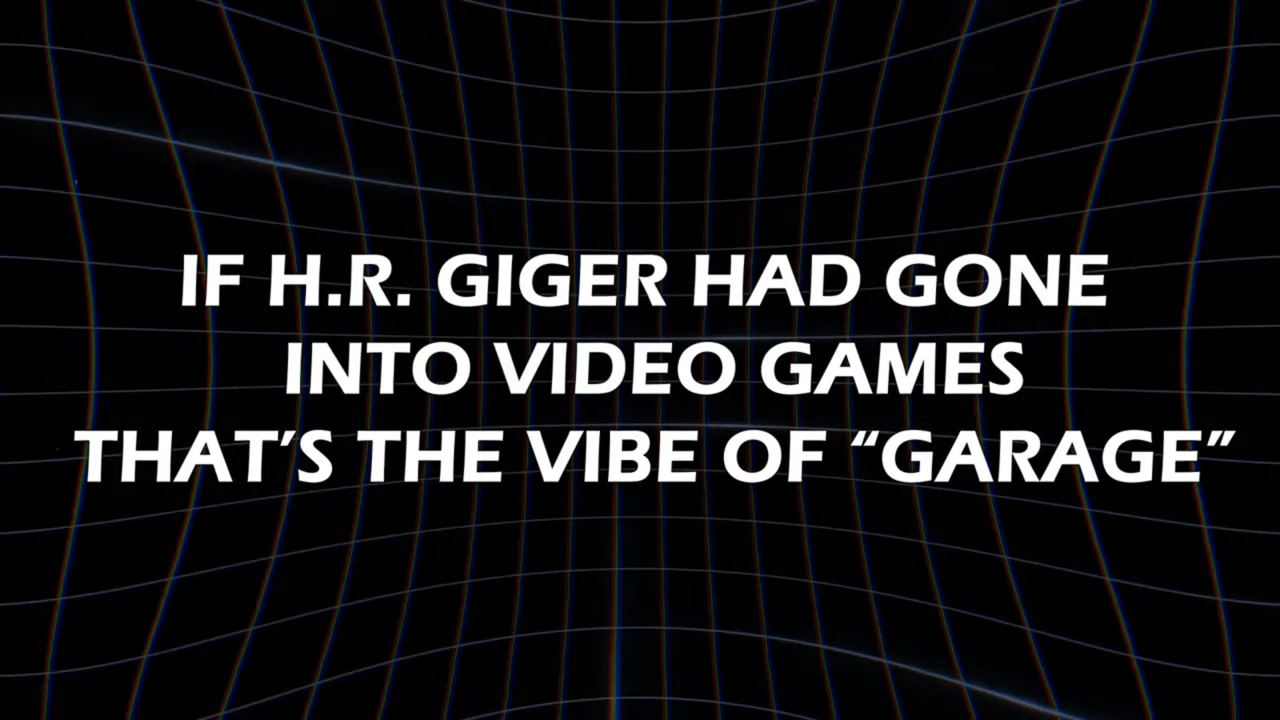 IF H.R. GIGER HAD GONE
INTO VIDEO GAMES
THAT’S THE VIBE OF “GARAGE”